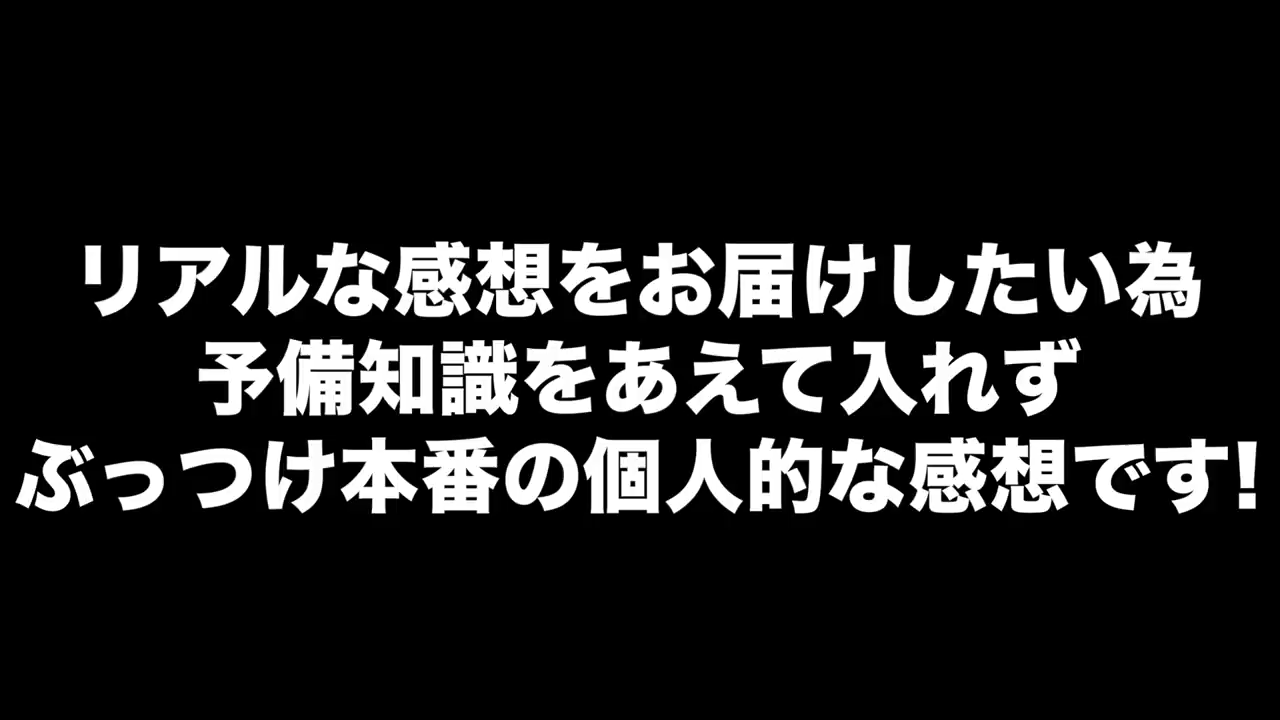 リアルな感想をお届けしたい為
予備知識をあえて入れず
ぶっつけ本番の個人的な感想です!